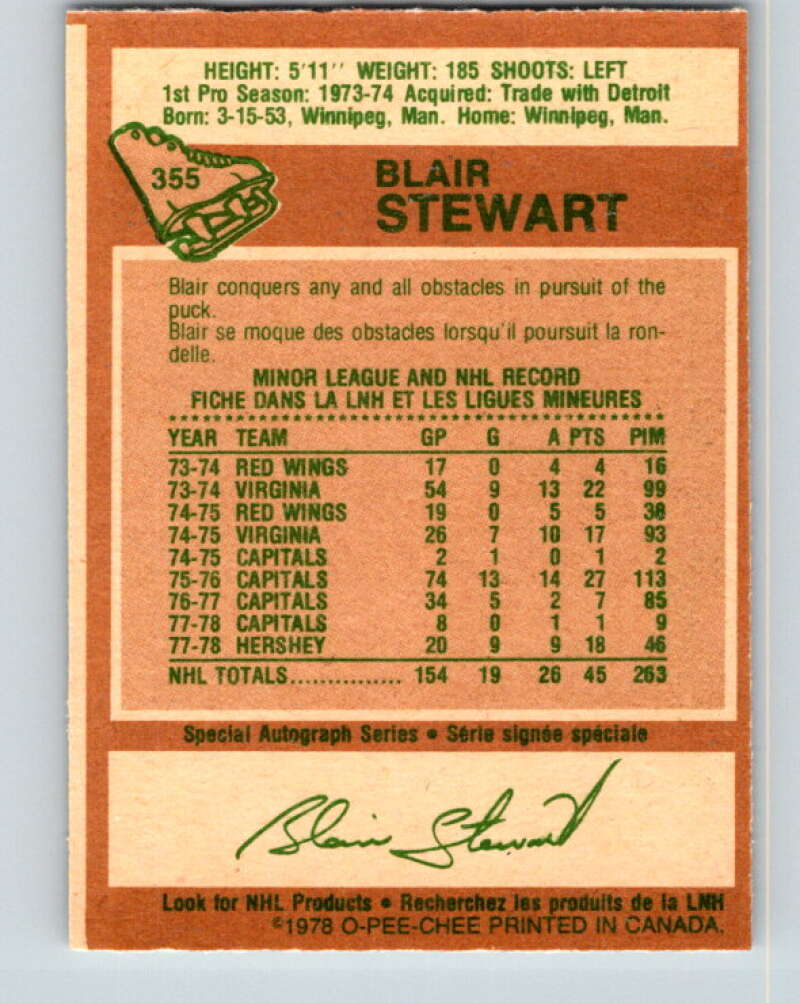 HEIGHT: 5'11'' WEIGHT: 185 SHOOTS: LEFT
1st Pro Season: 1973-74 Acquired: Trade with Detroit
Born: 3-15-53, Winnipeg, Man. Home: Winnipeg, Man.
355
BLAIR
STEWART
Blair conquers any and all obstacles in pursuit of the
puck.
Blair se moque des obstacles lorsqu'il poursuit la ron-
delle.
MINOR LEAGUE AND NHL RECORD
FICHE DANS LA LNH ET LES LIGUES MINEURES
YEAR TEAM GP G A PTS PIM
73-74 RED WINGS 17 0 4 4 16
73-74 VIRGINIA 54 9 13 22 99
74-75 RED WINGS 19 0 5 5 38
74-75 VIRGINIA 26 7 10 17 93
74-75 CAPITALS 2 1 0 1 2
75-76 CAPITALS 74 13 14 27 113
76-77 CAPITALS 34 5 2 7 85
77-78 CAPITALS 8 0 1 1 9
77-78 HERSHEY 20 9 9 18 46
NHL TOTALS............... 154 19 26 45 263
Special Autograph Series • Série signée spéciale
Blair Stewart
Look for NHL Products • Recherchez les produits de la LNH
©1978 O-PEE-CHEE PRINTED IN CANADA.